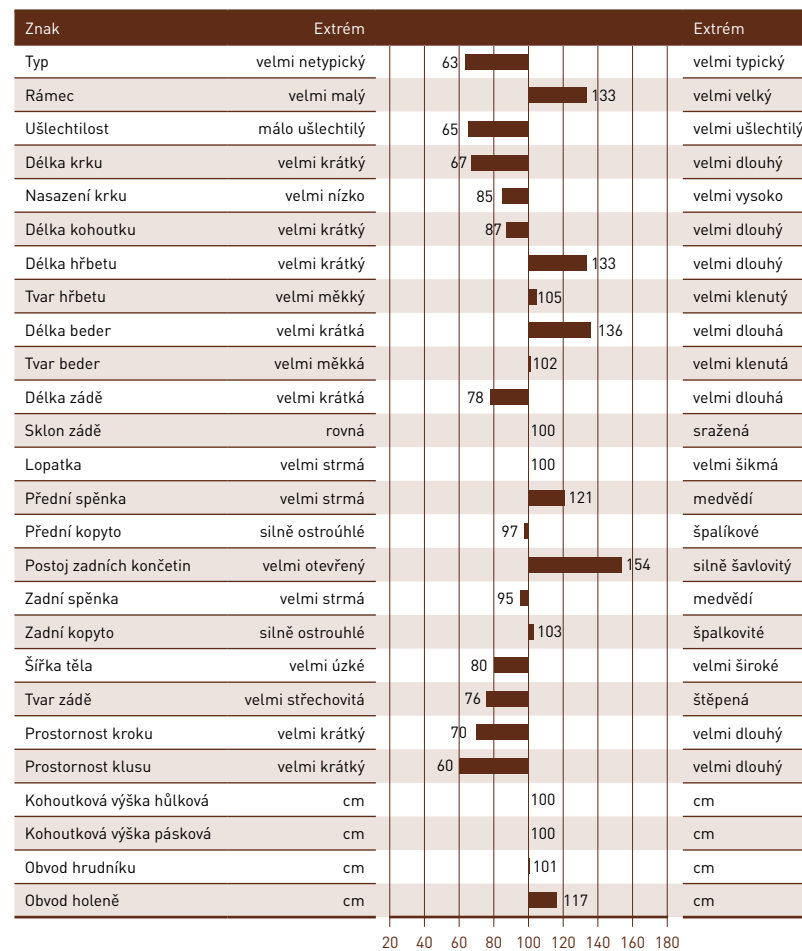 Znak Extrém Extrém
Typ velmi netypický 63 velmi typický
Rámec velmi malý 133 velmi velký
Ušlechtilost málo ušlechtilý 65 velmi ušlechtilý
Délka krku velmi krátký 67 velmi dlouhý
Nasazení krku velmi nízko 85 velmi vysoko
Délka kohoutku velmi krátký 87 velmi dlouhý
Délka hřbetu velmi krátký 133 velmi dlouhý
Tvar hřbetu velmi měkký 105 velmi klenutý
Délka beder velmi krátká 136 velmi dlouhá
Tvar beder velmi měkká 102 velmi klenutá
Délka zádě velmi krátká 78 velmi dlouhá
Sklon zádě rovná 100 sražená
Lopatka velmi strmá 100 velmi šikmá
Přední spěnka velmi strmá 121 medvědí
Přední kopyto silně ostroúhlé 97 špalíkové
Postoj zadních končetin velmi otevřený 154 silně šavlovitý
Zadní spěnka velmi strmá 95 medvědí
Zadní kopyto silně ostrouhlé 103 špalkovité
Šířka těla velmi úzké 80 velmi široké
Tvar zádě velmi střechovitá 76 štěpená
Prostornost kroku velmi krátký 70 velmi dlouhý
Prostornost klusu velmi krátký 60 velmi dlouhý
Kohoutková výška hůlková cm 100 cm
Kohoutková výška pásková cm 100 cm
Obvod hrudníku cm 101 cm
Obvod holeně cm 117 cm
20 40 60 80 100 120 140 160 180